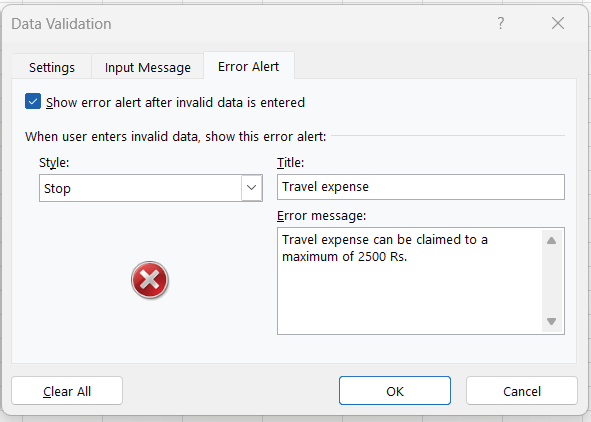 Data Validation ?
Settings Input Message Error Alert
Show error alert after invalid data is entered
When user enters invalid data, show this error alert:
Style: Title:
Stop Travel expense
Error message:
Travel expense can be claimed to a
maximum of 2500 Rs.
Clear All OK Cancel